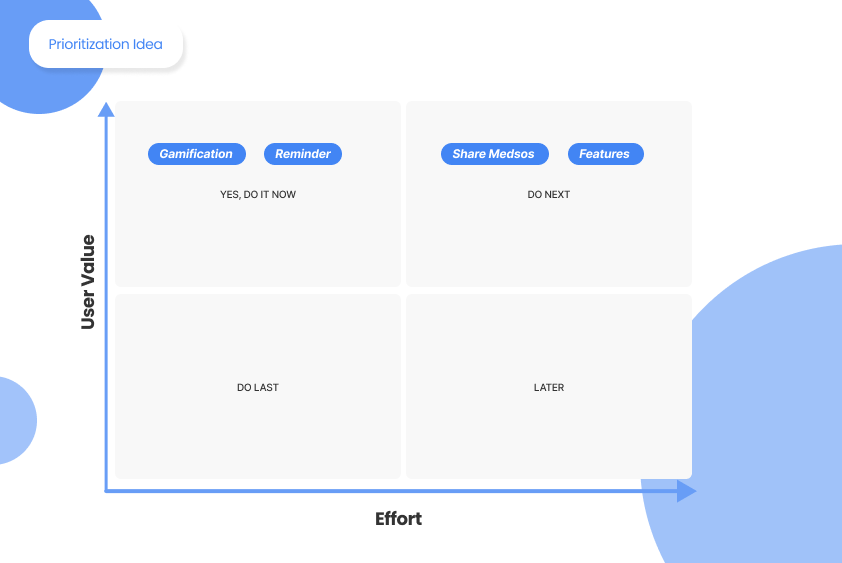 Prioritization Idea
Gamification
Reminder
Share Medsos
Features
YES, DO IT NOW
DO NEXT
User Value
DO LAST
LATER
Effort